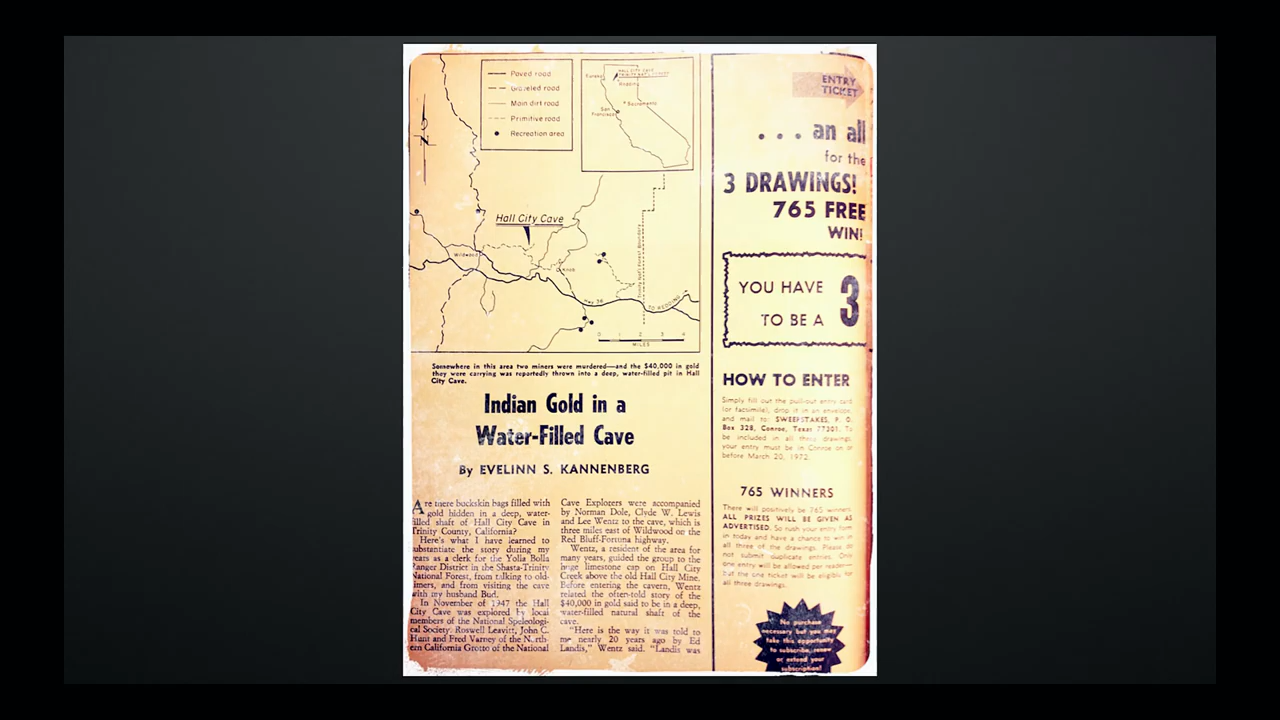 Paved road
Graveled road
Main dirt road
Primitive road
Recreation area
HALL CITY CAVE
Eureka
Redding
Sacramento
San
Francisco
N
Hall City Cave
Wildwood
Knob
Hwy 36
TO REDDING
0 1 2 3 4
MILES
Somewhere in this area two miners were murdered—and the $40,000 in gold
they were carrying was reportedly thrown into a deep, water-filled pit in Hall
City Cave.
Indian Gold in a
Water-Filled Cave
By EVELINN S. KANNENBERG
Are there buckskin bags filled with
gold hidden in a deep, water-
filled shaft of Hall City Cave in
Trinity County, California?
Here's what I have learned to
substantiate the story during my
years as a clerk for the Yolla Bolla
Ranger District in the Shasta-Trinity
National Forest, from talking to old-
timers, and from visiting the cave
with my husband Bud.
In November of 1947 the Hall
City Cave was explored by local
members of the National Speleologi-
cal Society. Roswell Leavitt, John C.
Hunt and Fred Varney of the North-
ern California Grotto of the National
Cave Explorers were accompanied
by Norman Dole, Clyde W. Lewis
and Lee Wentz to the cave, which is
three miles east of Wildwood on the
Red Bluff-Fortuna highway.
Wentz, a resident of the area for
many years, guided the group to the
huge limestone cap on Hall City
Creek above the old Hall City Mine.
Before entering the cavern, Wentz
related the often-told story of the
$40,000 in gold said to be in a deep,
water-filled natural shaft of the
cave.
"Here is the way it was told to
me nearly 20 years ago by Ed
Landis," Wentz said. "Landis was
ENTRY
TICKET
. . . an all
for the
3 DRAWINGS!
765 FREE
WIN!
YOU HAVE
TO BE A
3
HOW TO ENTER
Simply fill out the pull-out entry card
(or facsimile), drop it in an envelope,
and mail to: SWEEPSTAKES, P. O.
Box 328, Conroe, Texas 77301. To
be included in all three drawings
your entry must be in Conroe on or
before March 20, 1972.
765 WINNERS
There will positively be 765 winners.
ALL PRIZES WILL BE GIVEN AS
ADVERTISED. So rush your entry form
in today and have a chance to win in
all three of the drawings. Please do
not submit duplicate entries. Only
one entry will be allowed per reader—
but the one ticket will be eligible for
all three drawings.
No purchase
necessary but you may
take this opportunity
to subscribe, renew
or extend your
subscription!